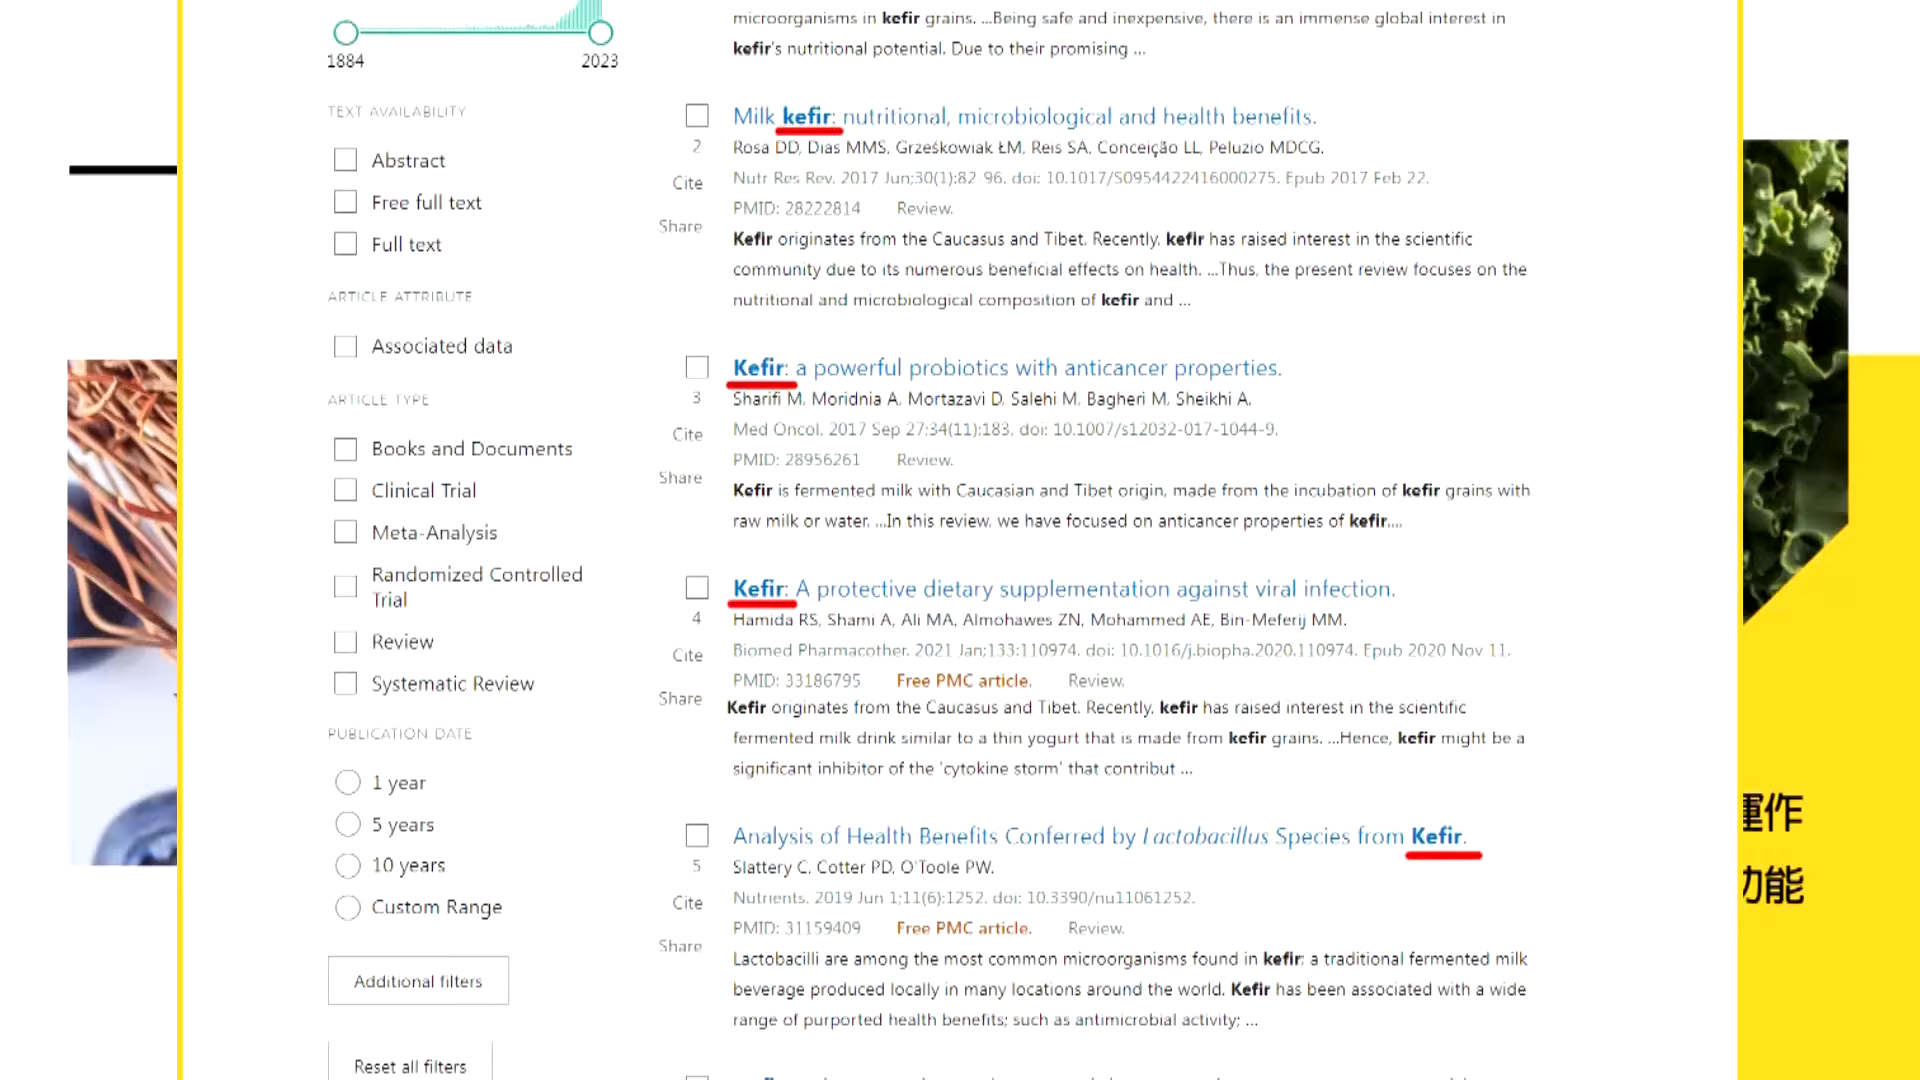 1884
2023
TEXT AVAILABILITY
Abstract
Free full text
Full text
ARTICLE ATTRIBUTE
Associated data
ARTICLE TYPE
Books and Documents
Clinical Trial
Meta-Analysis
Randomized Controlled
Trial
Review
Systematic Review
PUBLICATION DATE
1 year
5 years
10 years
Custom Range
Additional filters
Reset all filters
microorganisms in kefir grains. ...Being safe and inexpensive, there is an immense global interest in
kefir's nutritional potential. Due to their promising ...
Milk kefir: nutritional, microbiological and health benefits.
2
Rosa DD, Dias MMS, Grześkowiak ŁM, Reis SA, Conceição LL, Peluzio MDCG.
Cite
Nutr Res Rev. 2017 Jun;30(1):82-96. doi: 10.1017/S0954422416000275. Epub 2017 Feb 22.
PMID: 28222814 Review.
Share
Kefir originates from the Caucasus and Tibet. Recently, kefir has raised interest in the scientific
community due to its numerous beneficial effects on health. ...Thus, the present review focuses on the
nutritional and microbiological composition of kefir and ...
Kefir: a powerful probiotics with anticancer properties.
3
Sharifi M, Moridnia A, Mortazavi D, Salehi M, Bagheri M, Sheikhi A.
Cite
Med Oncol. 2017 Sep 27;34(11):183. doi: 10.1007/s12032-017-1044-9.
PMID: 28956261 Review.
Share
Kefir is fermented milk with Caucasian and Tibet origin, made from the incubation of kefir grains with
raw milk or water. ...In this review, we have focused on anticancer properties of kefir....
Kefir: A protective dietary supplementation against viral infection.
4
Hamida RS, Shami A, Ali MA, Almohawes ZN, Mohammed AE, Bin-Meferij MM.
Cite
Biomed Pharmacother. 2021 Jan;133:110974. doi: 10.1016/j.biopha.2020.110974. Epub 2020 Nov 11.
PMID: 33186795 Free PMC article. Review.
Share
Kefir originates from the Caucasus and Tibet. Recently, kefir has raised interest in the scientific
fermented milk drink similar to a thin yogurt that is made from kefir grains. ...Hence, kefir might be a
significant inhibitor of the 'cytokine storm' that contribut ...
Analysis of Health Benefits Conferred by Lactobacillus Species from Kefir.
5
Slattery C, Cotter PD, O'Toole PW.
Cite
Nutrients. 2019 Jun 1;11(6):1252. doi: 10.3390/nu11061252.
PMID: 31159409 Free PMC article. Review.
Share
Lactobacilli are among the most common microorganisms found in kefir; a traditional fermented milk
beverage produced locally in many locations around the world. Kefir has been associated with a wide
range of purported health benefits; such as antimicrobial activity; ...
運作
功能